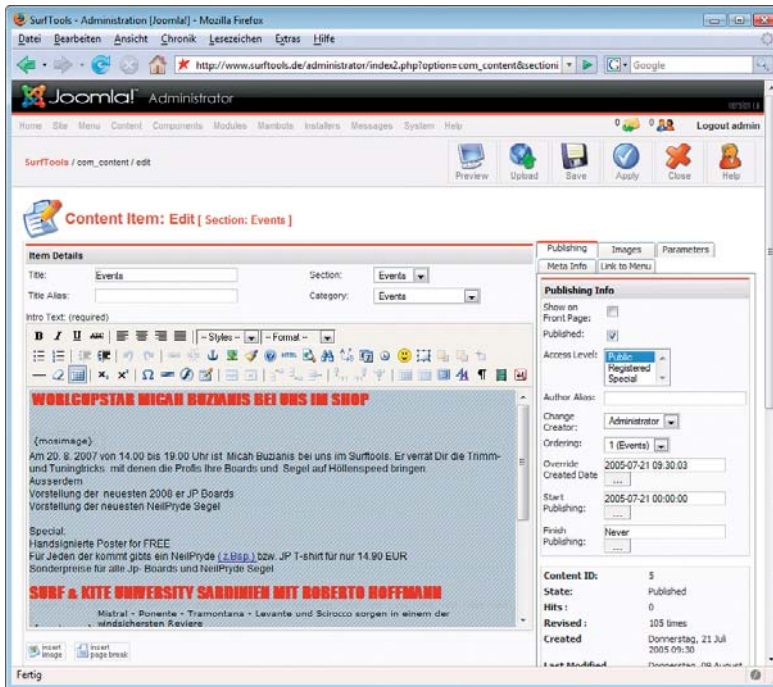 SurfTools - Administration [Joomla!] - Mozilla Firefox
Datei Bearbeiten Ansicht Chronik Lesezeichen Extras Hilfe
http://www.surftools.de/administrator/index2.php?option=com_content&sectioni
Google
Joomla! Administrator
Home Site Menu Content Components Modules Mambots Installers Messages System Help
0 0 Logout admin
SurfTools / com_content / edit
Preview Upload Save Apply Close Help
Content Item: Edit [ Section: Events ]
Item Details
Title: Events Section: Events
Title Alias: Category: Events
Intro Text: (required)
B I U ABC -- Styles -- -- Format --
HTML
WORLCUPSTAR MICAH BUZIANIS BEI UNS IM SHOP
{mosimage}
Am 20. 8. 2007 von 14.00 bis 19.00 Uhr ist Micah Buzianis bei uns im Surftools. Er verrät Dir die Trimm-
und Tuningtricks mit denen die Profis Ihre Boards und Segel auf Höllenspeed bringen.
Ausserdem
Vorstellung der neuesten 2008 er JP Boards
Vorstellung der neuesten NeilPryde Segel
Special:
Handsignierte Poster for FREE
Für Jeden der kommt gibts ein NeilPryde ( z.Bsp.) bzw. JP T-shirt für nur 14.90 EUR
Sonderpreise für alle Jp- Boards und NeilPryde Segel
SURF & KITE UNIVERSITY SARDINIEN MIT ROBERTO HOFFMANN
Mistral - Ponente - Tramontana - Levante und Scirocco sorgen in einem der
windsichersten Reviere
insert image
insert page break
Publishing Images Parameters
Meta Info Link to Menu
Publishing Info
Show on
Front Page:
Published:
Access Level: Public
Registered
Special
Author Alias:
Change
Creator: Administrator
Ordering: 1 (Events)
Override
Created Date 2005-07-21 09:30:03
...
Start
Publishing: 2005-07-21 00:00:00
...
Finish
Publishing: Never
...
Content ID: 5
State: Published
Hits : 0
Revised : 105 times
Created Donnerstag, 21 Juli
2005 09:30
Last Modified Donnerstag, 09 August
Fertig